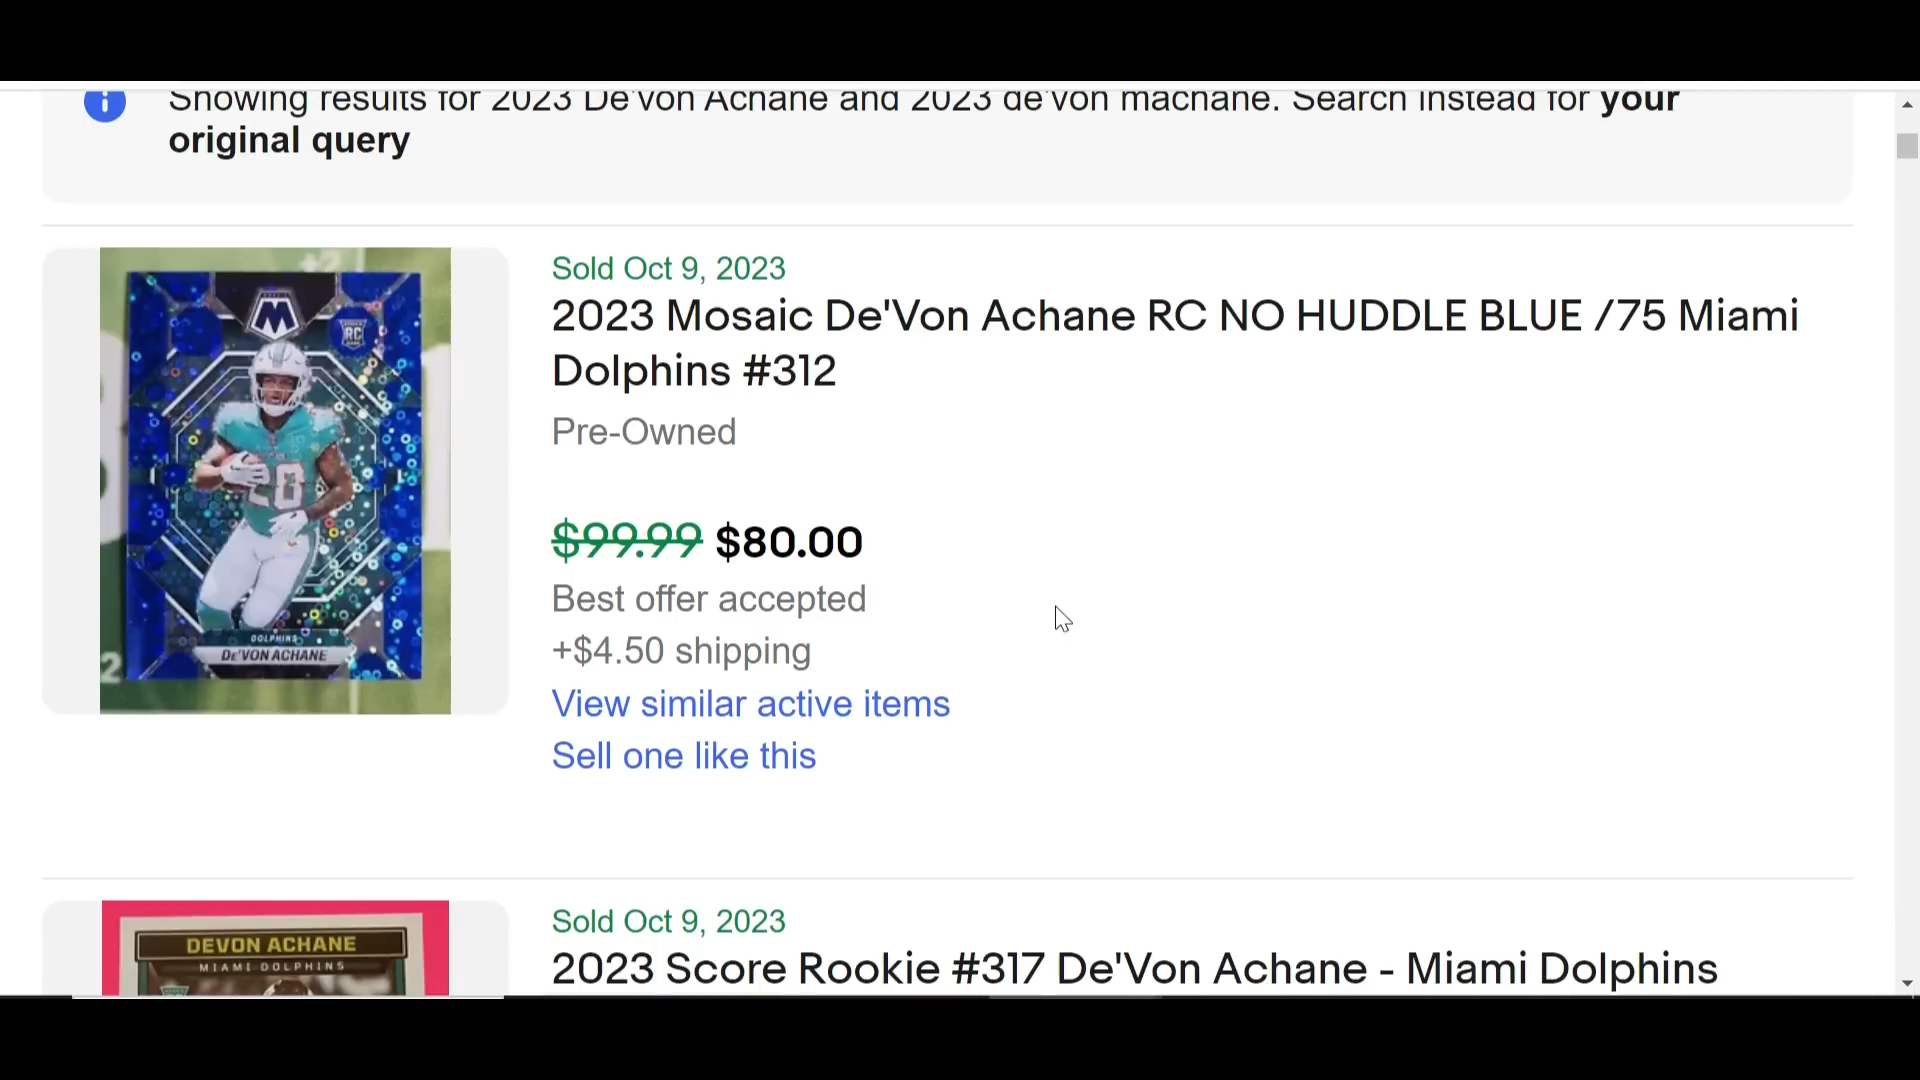 Showing results for 2023 De'Von Achane and 2023 de'von machane. Search instead for your
original query
Sold Oct 9, 2023
2023 Mosaic De'Von Achane RC NO HUDDLE BLUE /75 Miami
Dolphins #312
Pre-Owned
$99.99 $80.00
Best offer accepted
+$4.50 shipping
View similar active items
Sell one like this
M
RC
28
DOLPHINS
DE'VON ACHANE
Sold Oct 9, 2023
2023 Score Rookie #317 De'Von Achane - Miami Dolphins
DEVON ACHANE
MIAMI DOLPHINS